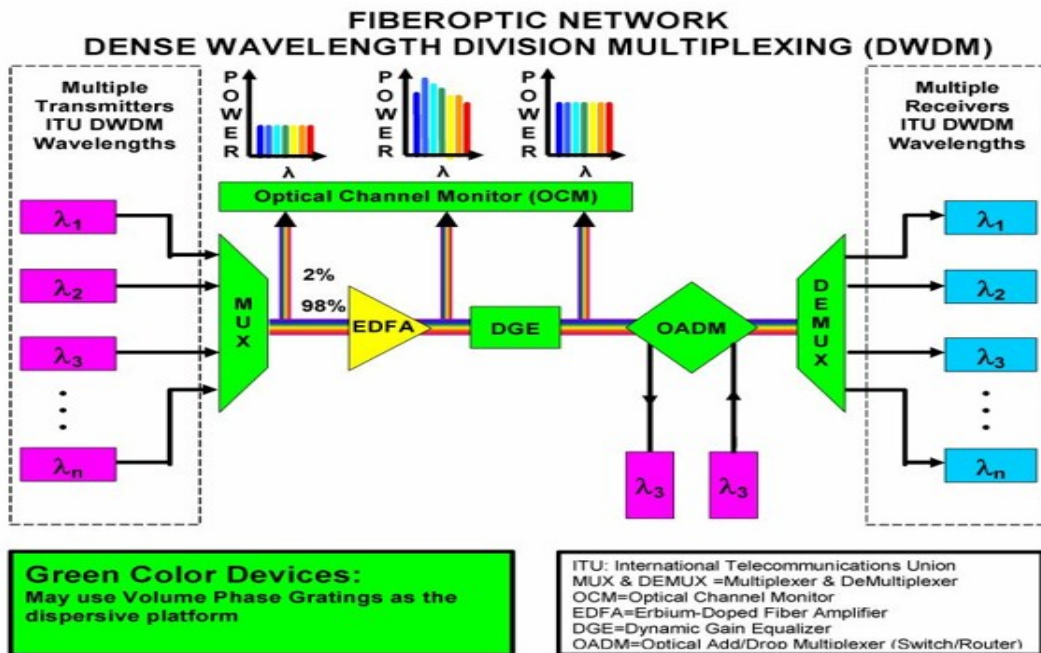 FIBEROPTIC NETWORK
DENSE WAVELENGTH DIVISION MULTIPLEXING (DWDM)
Multiple
Transmitters
ITU DWDM
Wavelengths
λ1
λ2
λ3
λn
POWER
λ
POWER
λ
POWER
λ
Optical Channel Monitor (OCM)
2%
98%
MUX
EDFA
DGE
OADM
DEMUX
λ3
λ3
Multiple
Receivers
ITU DWDM
Wavelengths
λ1
λ2
λ3
λn
Green Color Devices:
May use Volume Phase Gratings as the
dispersive platform
ITU: International Telecommunications Union
MUX & DEMUX =Multiplexer & DeMultiplexer
OCM=Optical Channel Monitor
EDFA=Erbium-Doped Fiber Amplifier
DGE=Dynamic Gain Equalizer
OADM=Optical Add/Drop Multiplexer (Switch/Router)